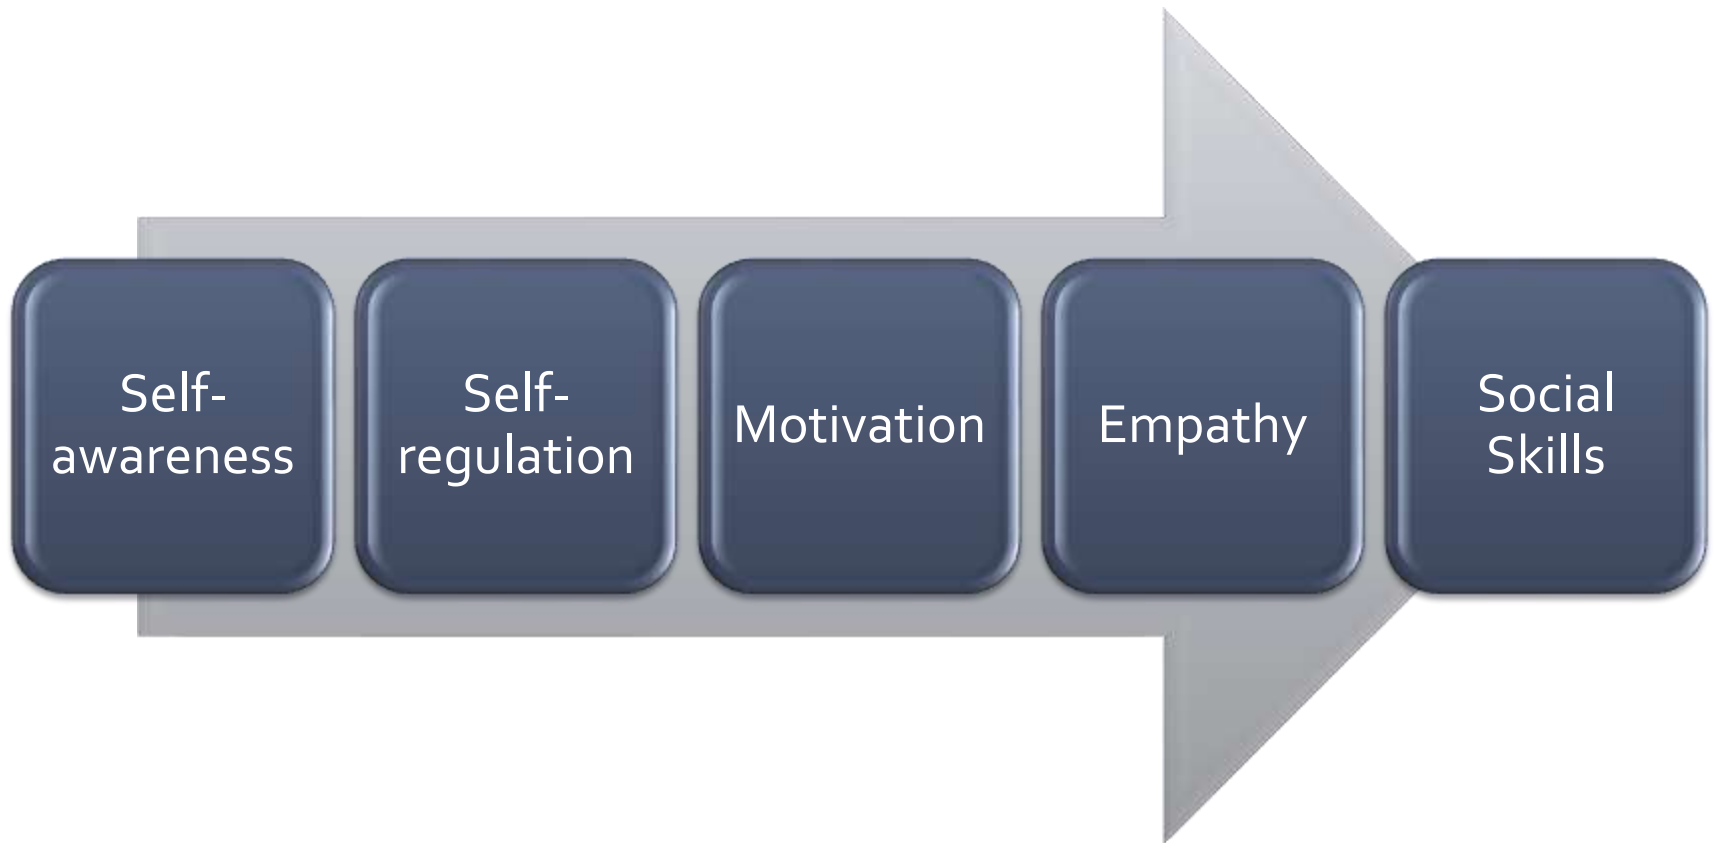 Self-
awareness
Self-
regulation
Motivation
Empathy
Social
Skills